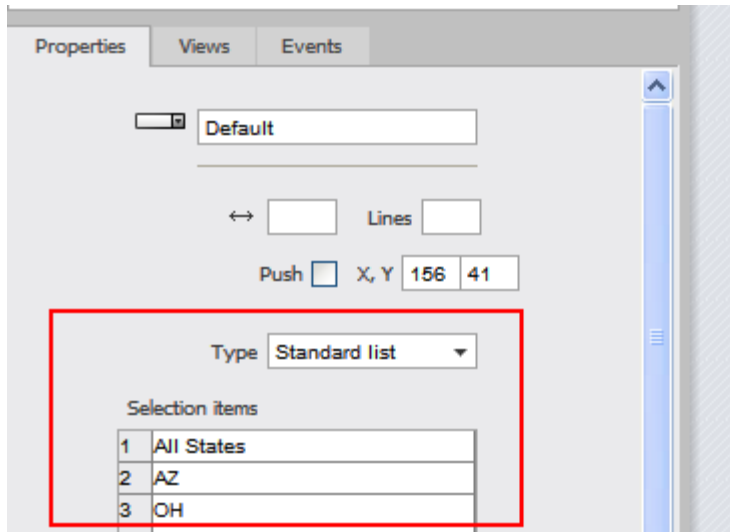 Properties Views Events
Default
Lines
Push X, Y 156 41
Type Standard list
Selection items
1 All States
2 AZ
3 OH